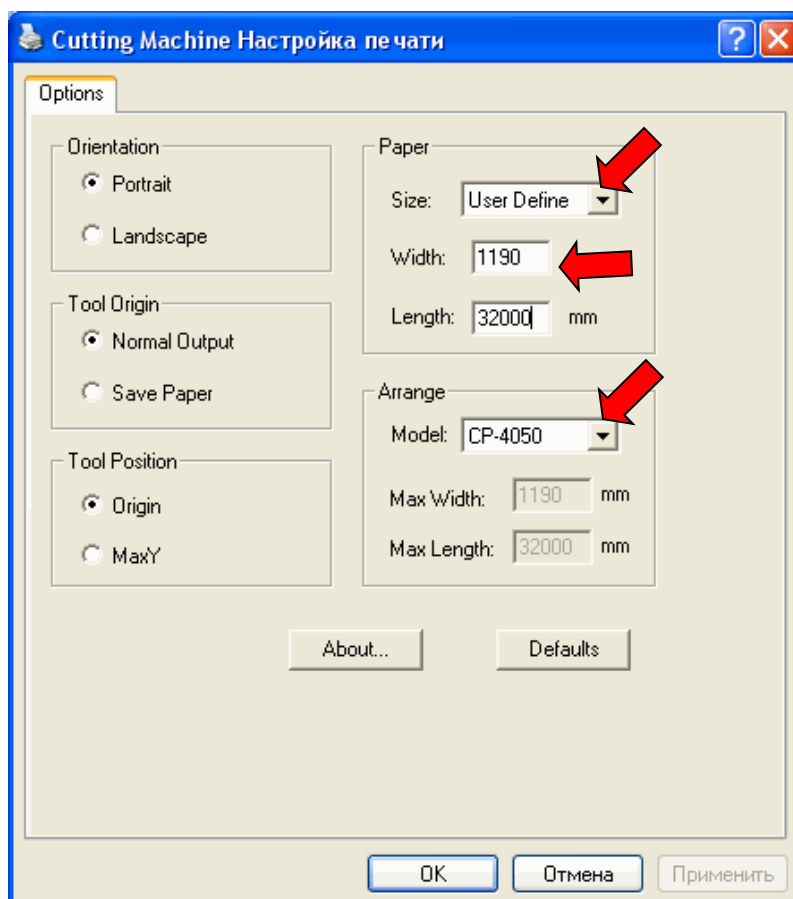 Cutting Machine Настройка печати
Options
Orientation
Portrait
Landscape
Tool Origin
Normal Output
Save Paper
Tool Position
Origin
MaxY
Paper
Size: User Define
Width: 1190
Length: 32000 mm
Arrange
Model: CP-4050
Max Width: 1190 mm
Max Length: 32000 mm
About... Defaults
OK Отмена Применить